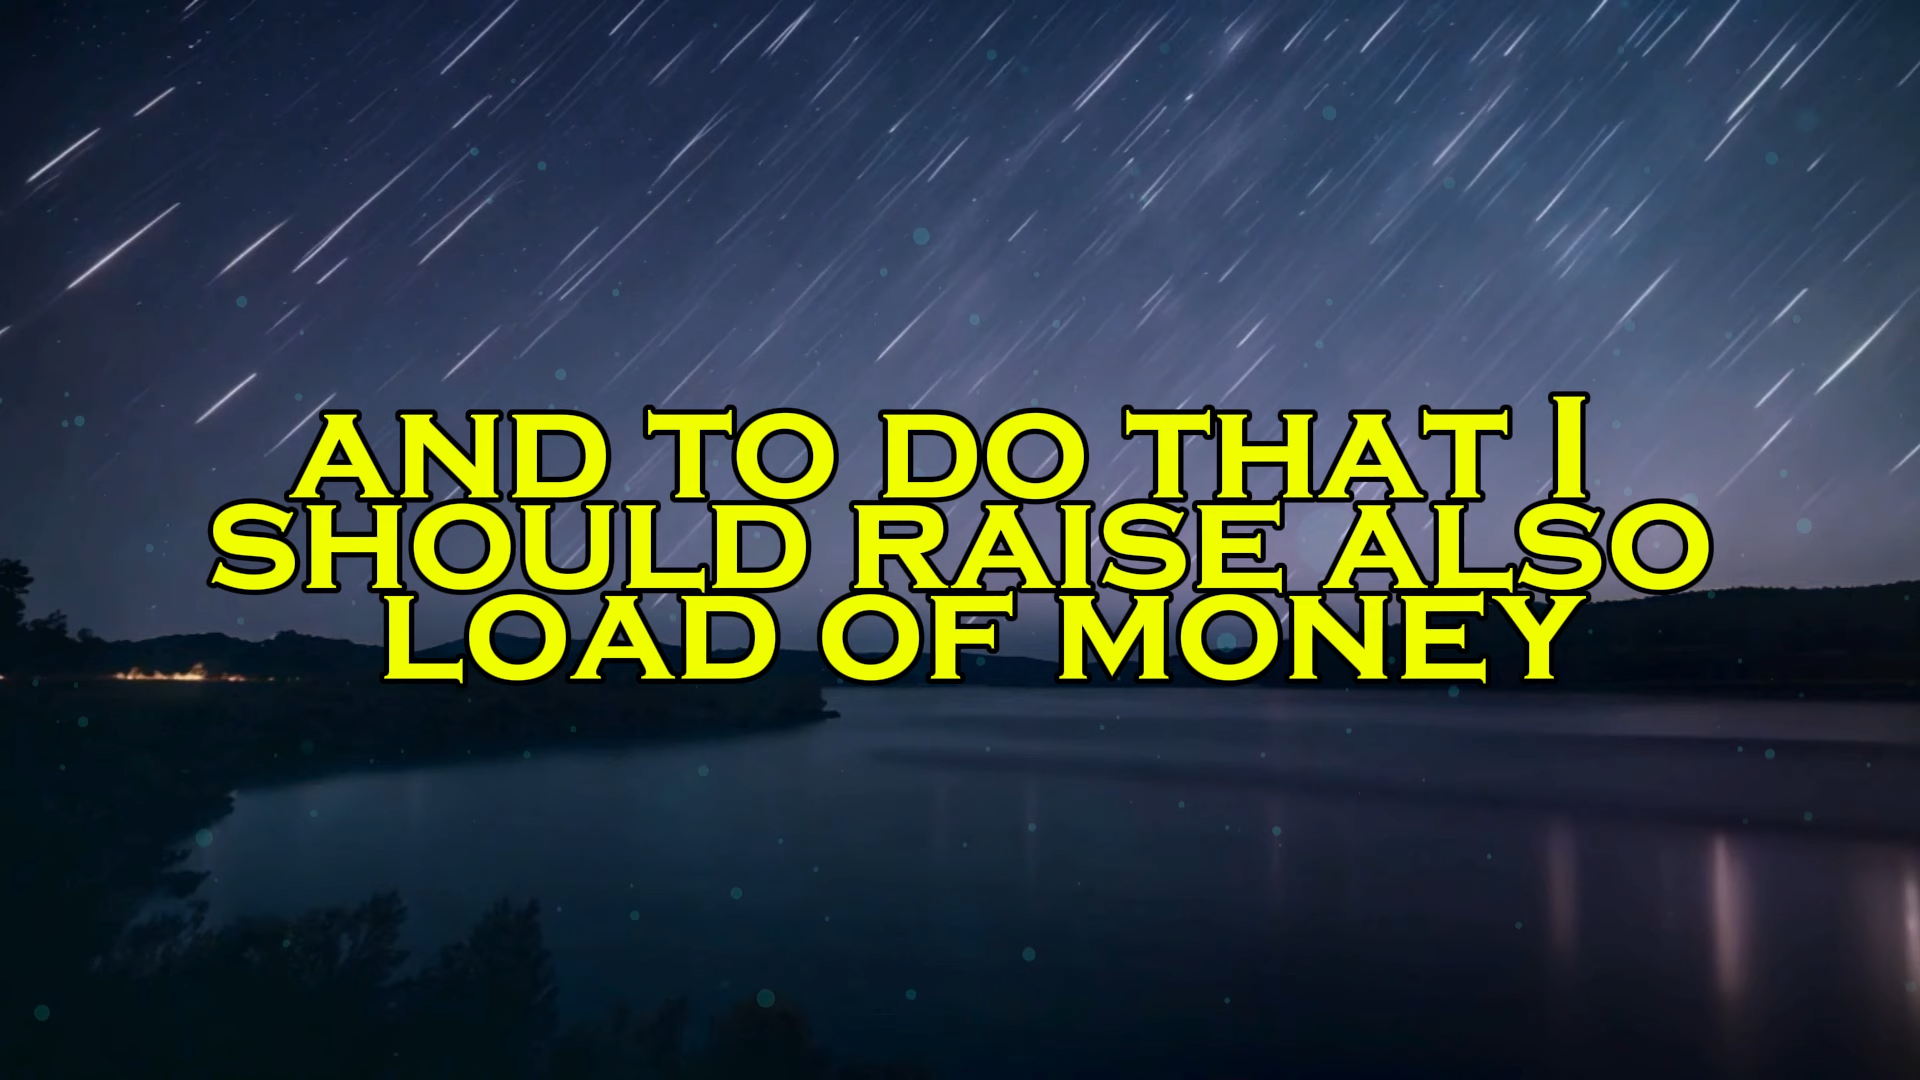 AND TO DO THAT I
SHOULD RAISE ALSO
LOAD OF MONEY